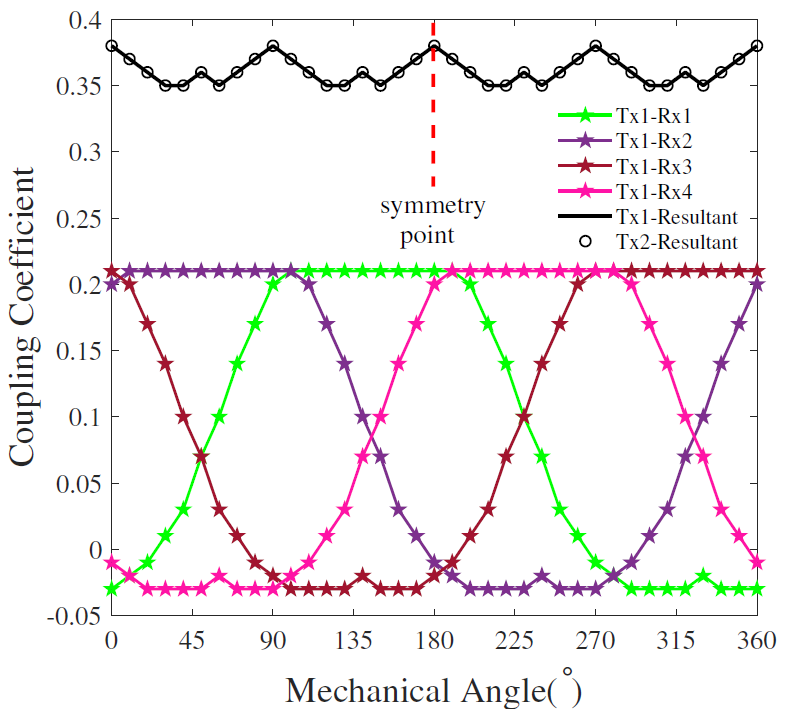 0.4
0.35
0.3
0.25
0.2
0.15
0.1
0.05
0
-0.05
Coupling Coefficient
Tx1-Rx1
Tx1-Rx2
Tx1-Rx3
Tx1-Rx4
Tx1-Resultant
Tx2-Resultant
symmetry
point
0 45 90 135 180 225 270 315 360
Mechanical Angle(°)